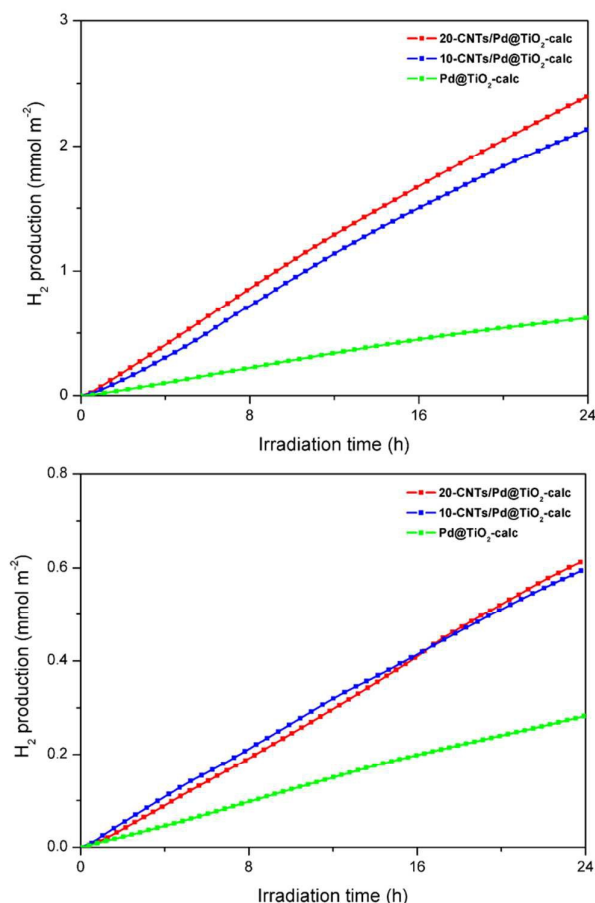 3
20-CNTs/Pd@TiO₂-calc
10-CNTs/Pd@TiO₂-calc
Pd@TiO₂-calc
2
H₂ production (mmol m⁻²)
1
0
0 8 16 24
Irradiation time (h)
0.8
20-CNTs/Pd@TiO₂-calc
10-CNTs/Pd@TiO₂-calc
Pd@TiO₂-calc
0.6
H₂ production (mmol m⁻²)
0.4
0.2
0.0
0 8 16 24
Irradiation time (h)